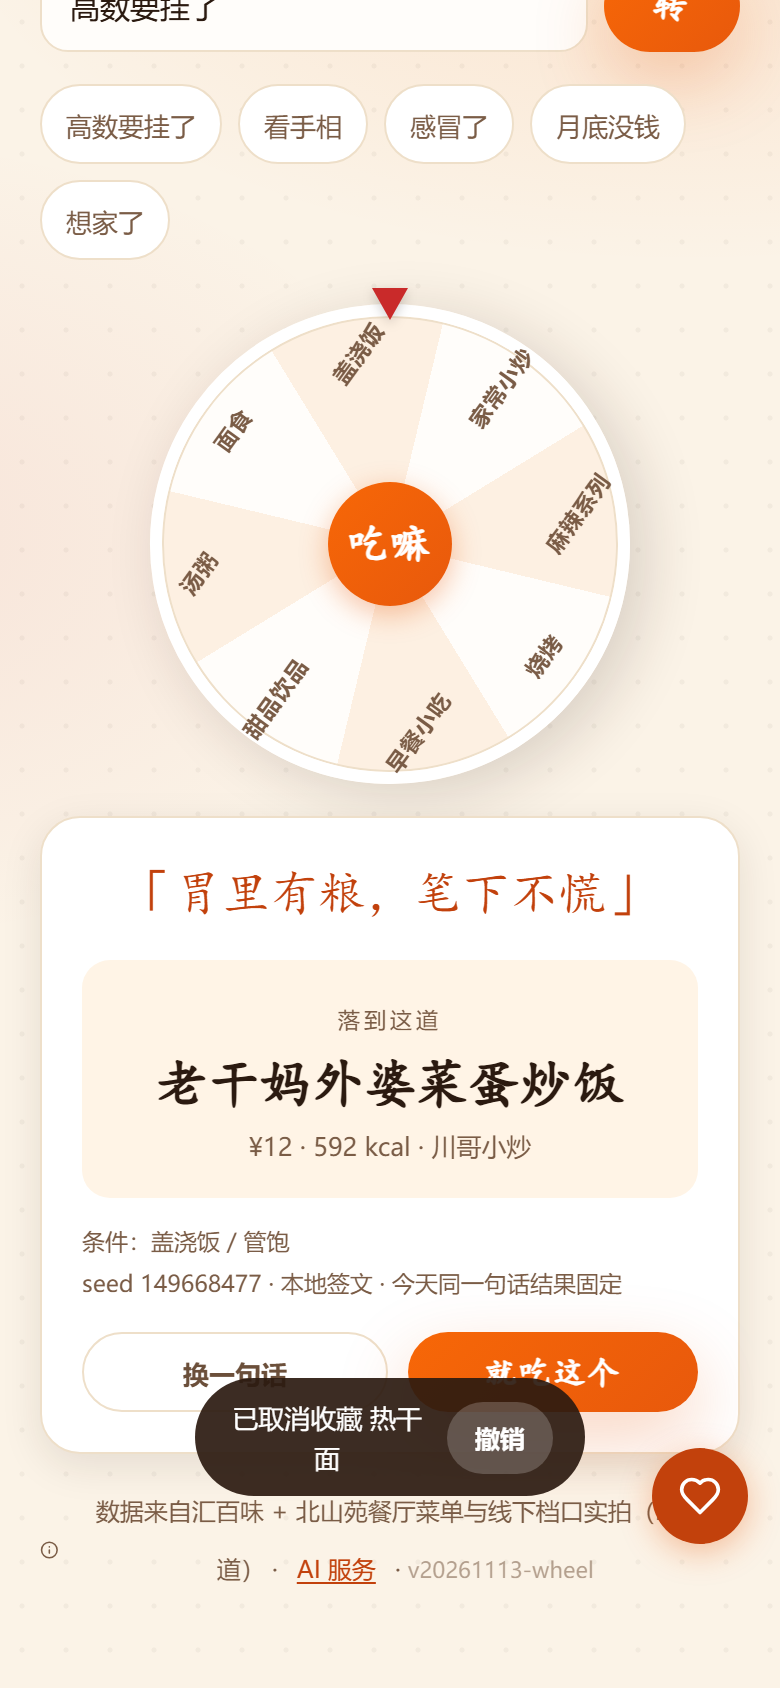 高数要挂了
转
高数要挂了
看手相
感冒了
月底没钱
想家了
盖浇饭
家常小炒
面食
麻辣系列
吃嘛
汤粥
烧烤
甜品饮品
早餐小吃
「胃里有粮，笔下不慌」
落到这道
老干妈外婆菜蛋炒饭
¥12 · 592 kcal · 川哥小炒
条件：盖浇饭 / 管饱
seed 149668477 · 本地签文 · 今天同一句话结果固定
换一句话
就吃这个
已取消收藏 热干
面
撤销
数据来自汇百味 + 北山苑餐厅菜单与线下档口实拍（
道） · AI 服务 · v20261113-wheel